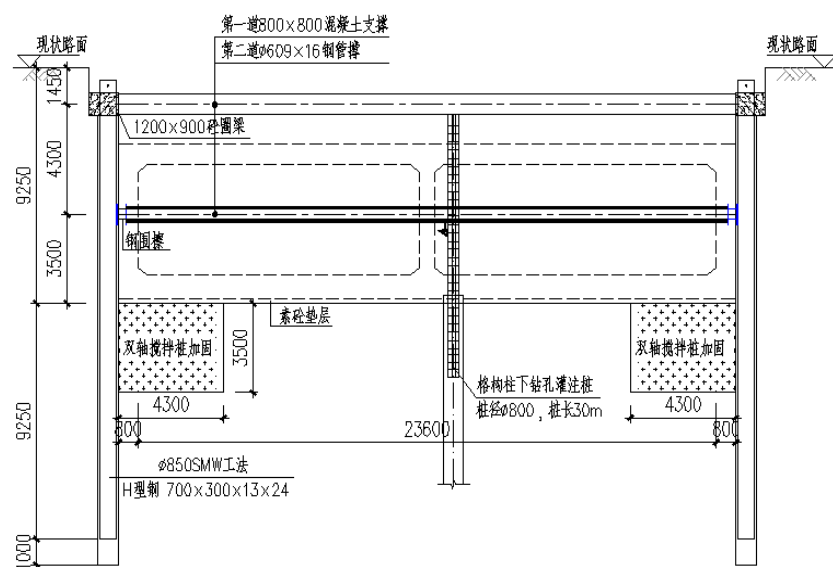 第一道800×800混凝土支撑
第二道φ609×16钢管撑
现状路面
现状路面
1450
1200×900砼圈梁
4300
9250
钢围檩
3500
素砼垫层
双轴搅拌桩加固
3500
双轴搅拌桩加固
格构柱下钻孔灌注桩
桩径φ800，桩长30m
4300
4300
800
23600
800
9250
φ850SMW工法
H型钢 700×300×13×24
1000